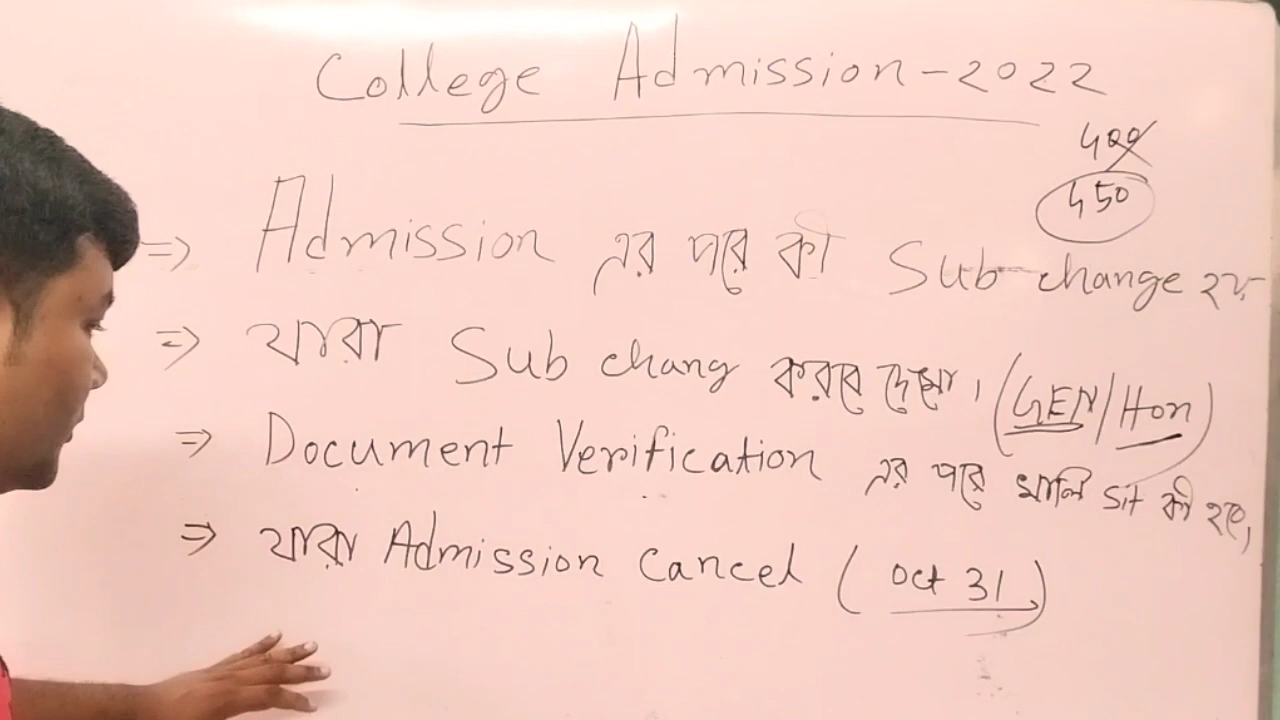 College Admission-2022
400
450
⇒ Admission এর পরে কী Sub change হবে
⇒ যারা Sub chang করবে দেখো। (GEN/Hon)
⇒ Document Verification এর পরে খালি Sit কী হবে,
⇒ যারা Admission Cancel (Oct 31)